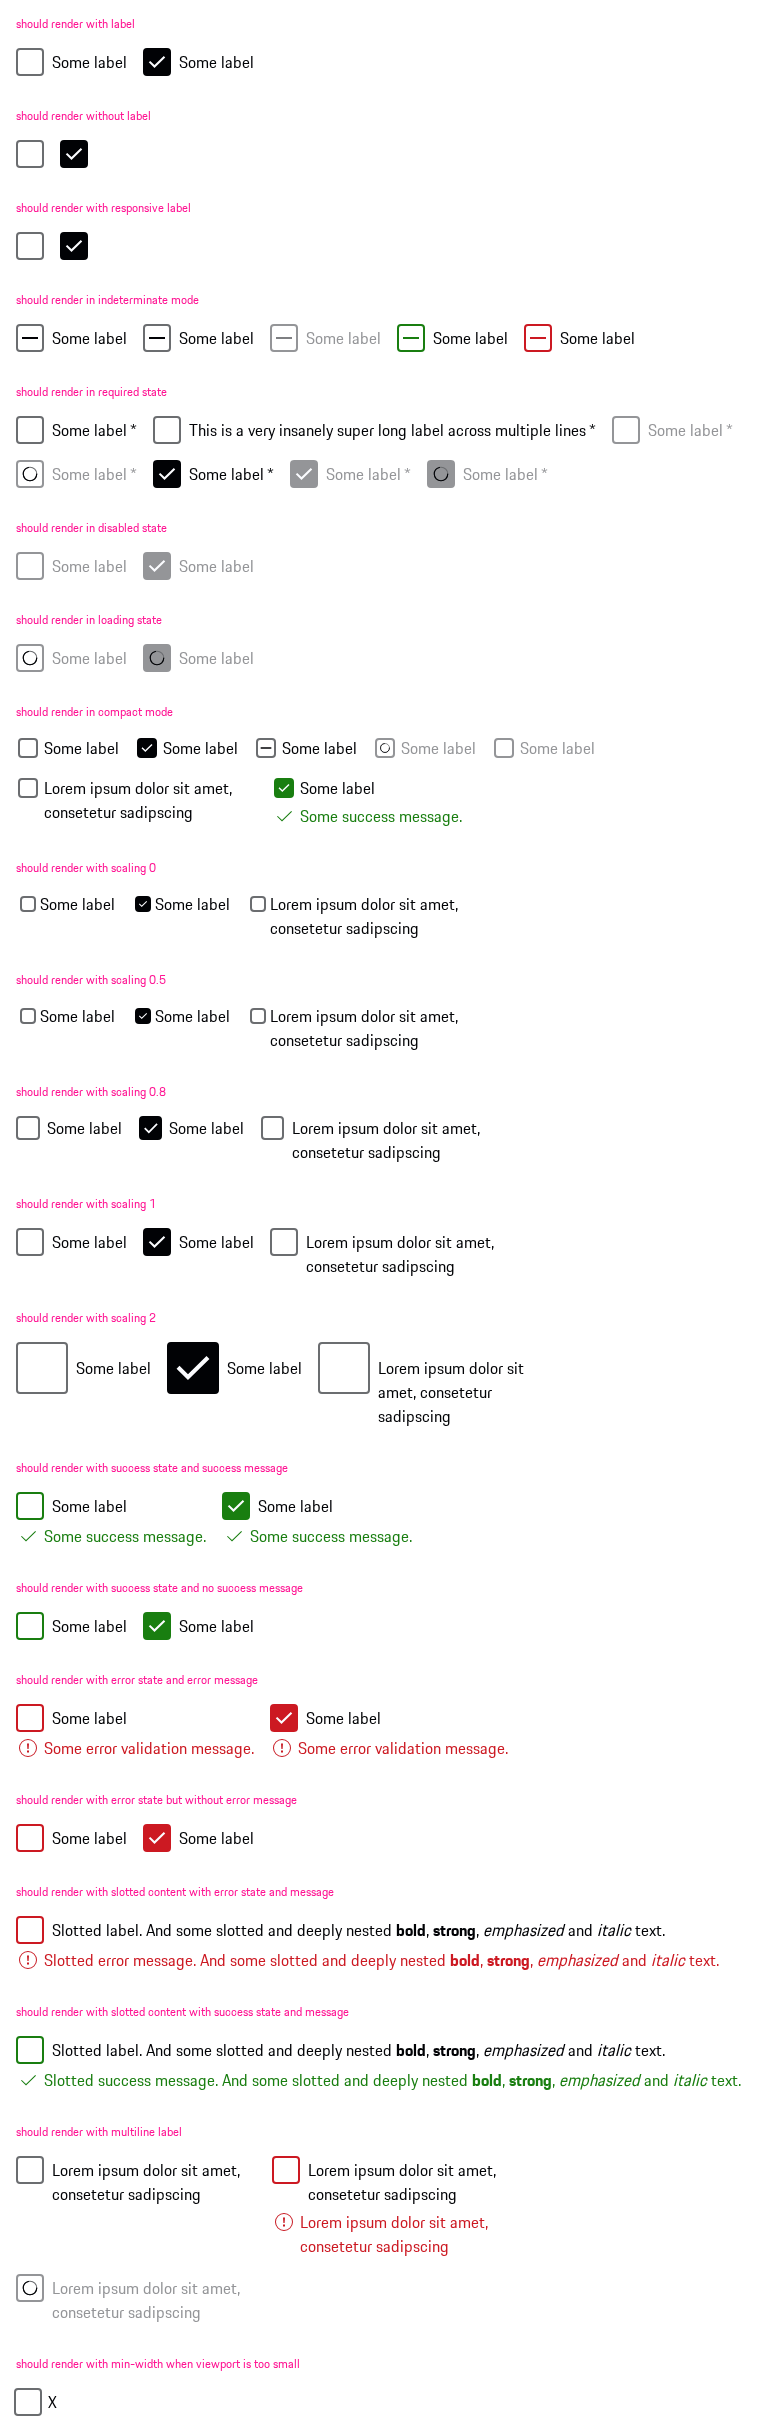 should render with label
Some label Some label
should render without label
should render with responsive label
should render in indeterminate mode
Some label Some label Some label Some label Some label
should render in required state
Some label * This is a very insanely super long label across multiple lines * Some label *
Some label * Some label * Some label * Some label *
should render in disabled state
Some label Some label
should render in loading state
Some label Some label
should render in compact mode
Some label Some label Some label Some label Some label
Lorem ipsum dolor sit amet, Some label
consetetur sadipscing Some success message.
should render with scaling 0
Some label Some label Lorem ipsum dolor sit amet,
consetetur sadipscing
should render with scaling 0.5
Some label Some label Lorem ipsum dolor sit amet,
consetetur sadipscing
should render with scaling 0.8
Some label Some label Lorem ipsum dolor sit amet,
consetetur sadipscing
should render with scaling 1
Some label Some label Lorem ipsum dolor sit amet,
consetetur sadipscing
should render with scaling 2
Some label Some label Lorem ipsum dolor sit
amet, consetetur
sadipscing
should render with success state and success message
Some label Some label
Some success message. Some success message.
should render with success state and no success message
Some label Some label
should render with error state and error message
Some label Some label
Some error validation message. Some error validation message.
should render with error state but without error message
Some label Some label
should render with slotted content with error state and message
Slotted label. And some slotted and deeply nested bold, strong, emphasized and italic text.
Slotted error message. And some slotted and deeply nested bold, strong, emphasized and italic text.
should render with slotted content with success state and message
Slotted label. And some slotted and deeply nested bold, strong, emphasized and italic text.
Slotted success message. And some slotted and deeply nested bold, strong, emphasized and italic text.
should render with multiline label
Lorem ipsum dolor sit amet, Lorem ipsum dolor sit amet,
consetetur sadipscing consetetur sadipscing
Lorem ipsum dolor sit amet,
consetetur sadipscing
Lorem ipsum dolor sit amet,
consetetur sadipscing
should render with min-width when viewport is too small
X